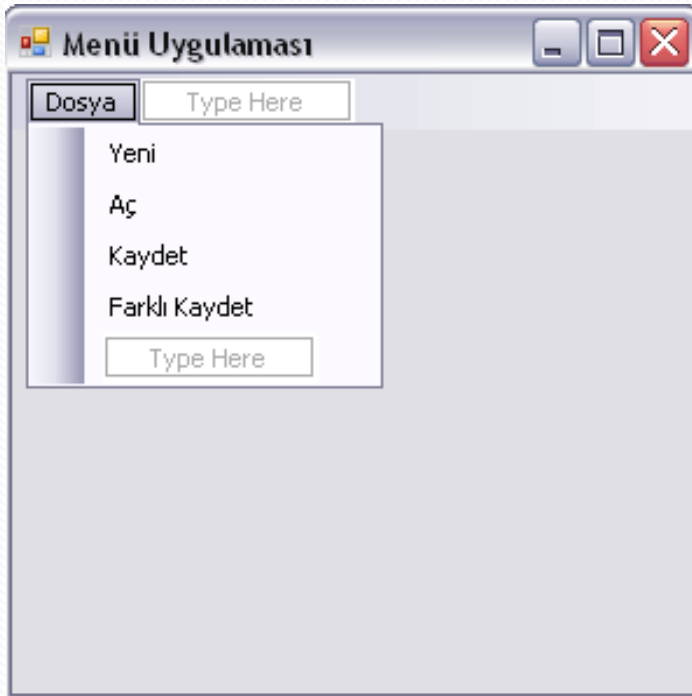 Menü Uygulaması
Dosya Type Here
Yeni
Aç
Kaydet
Farklı Kaydet
Type Here